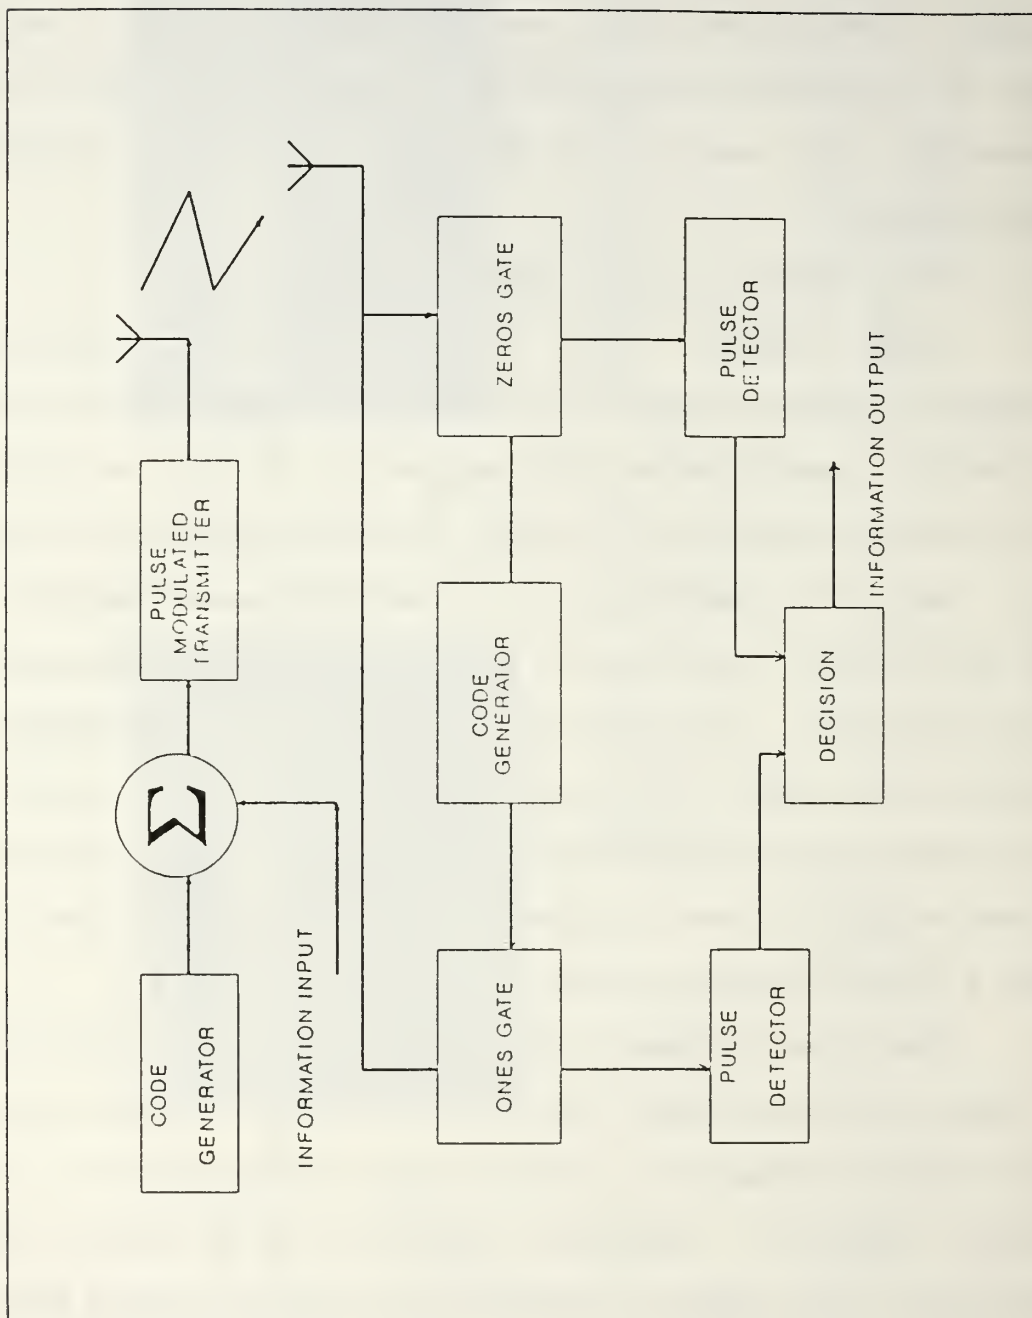 CODE
GENERATOR
Σ
PULSE
MODULATED
TRANSMITTER
INFORMATION INPUT
ONES GATE
CODE
GENERATOR
ZEROS GATE
PULSE
DETECTOR
PULSE
DETECTOR
DECISION
INFORMATION OUTPUT